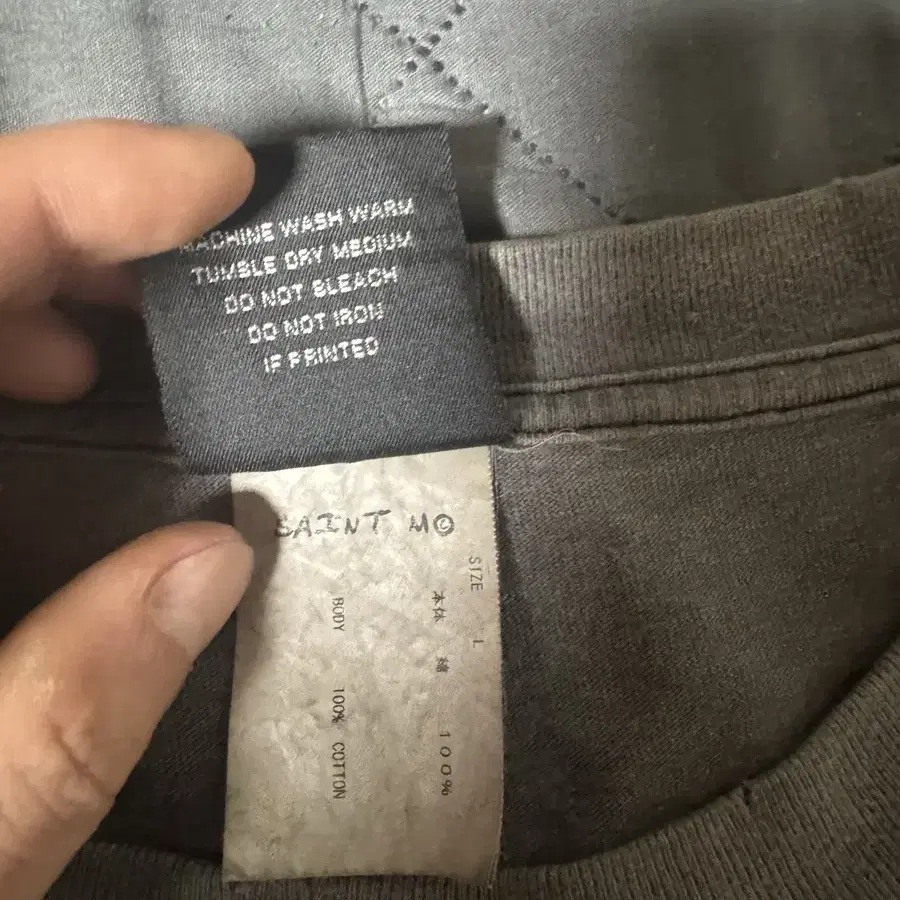 MACHINE WASH WARM
TUMBLE DRY MEDIUM
DO NOT BLEACH
DO NOT IRON
IF PRINTED
SAINT M
SIZE L
本体 綿 100%
BODY 100% COTTON